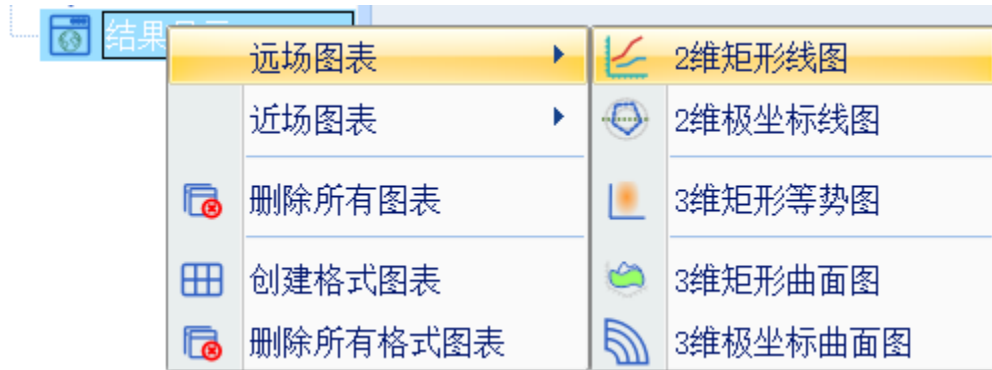 结果显示
远场图表
近场图表
删除所有图表
创建格式图表
删除所有格式图表
2维矩形线图
2维极坐标线图
3维矩形等势图
3维矩形曲面图
3维极坐标曲面图